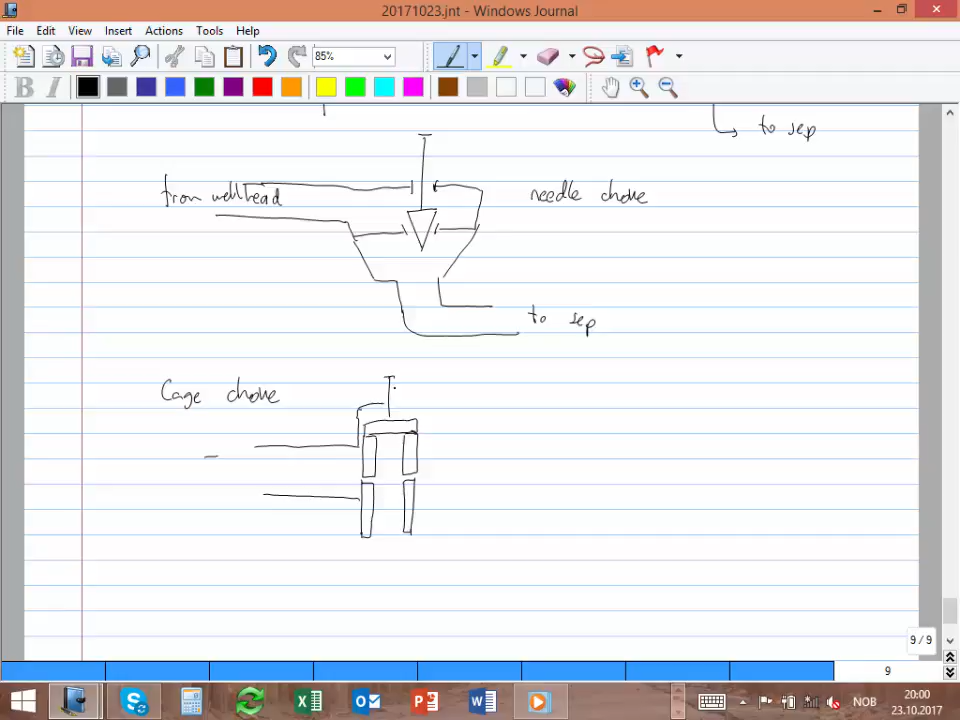 20171023.jnt - Windows Journal
File Edit View Insert Actions Tools Help
85%
B I
to sep
from wellhead
needle choke
to sep
Cage choke
9 / 9
9
20:00
NOB
23.10.2017